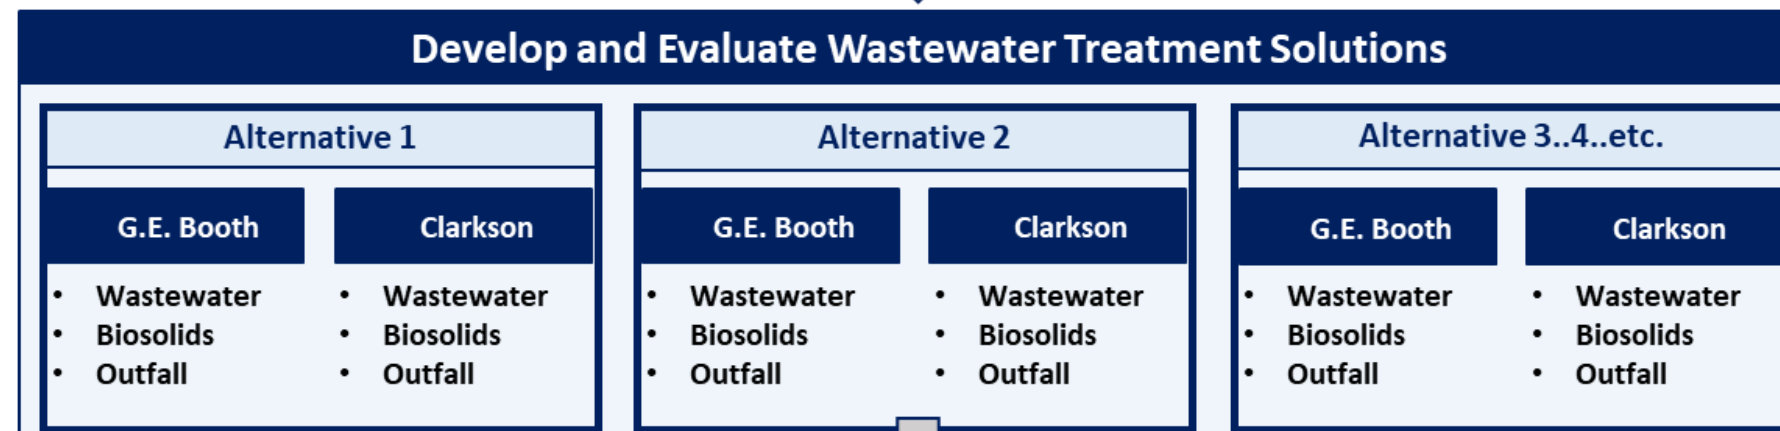 Develop and Evaluate Wastewater Treatment Solutions
Alternative 1
G.E. Booth
• Wastewater
• Biosolids
• Outfall
Clarkson
• Wastewater
• Biosolids
• Outfall
Alternative 2
G.E. Booth
• Wastewater
• Biosolids
• Outfall
Clarkson
• Wastewater
• Biosolids
• Outfall
Alternative 3..4..etc.
G.E. Booth
• Wastewater
• Biosolids
• Outfall
Clarkson
• Wastewater
• Biosolids
• Outfall